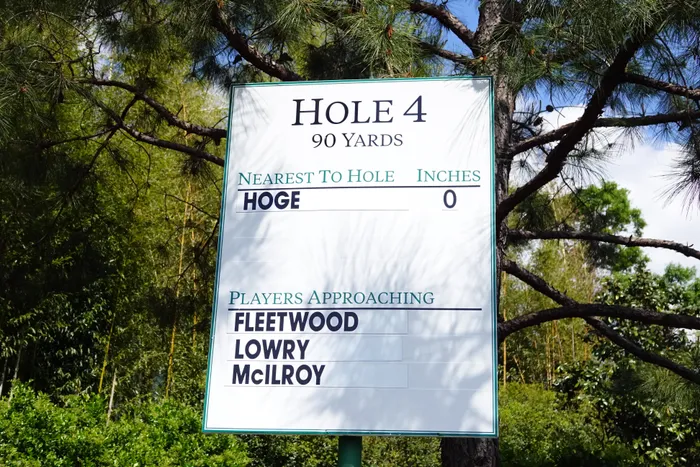 HOLE 4
90 YARDS
NEAREST TO HOLE INCHES
HOGE 0
PLAYERS APPROACHING
FLEETWOOD
LOWRY
McILROY